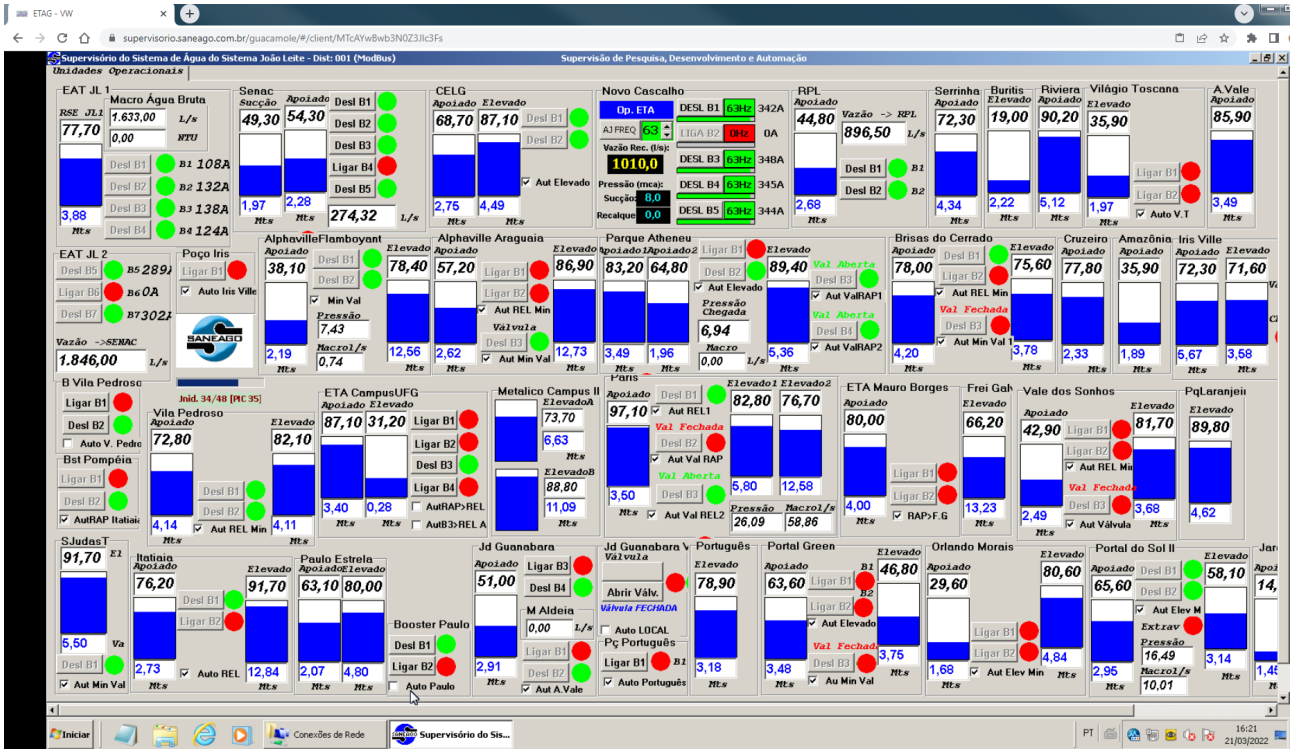 ETAG - VW
supervisorio.saneago.com.br/guacamole/#/client/MTcAYwBwb3N0Z3Jlc3Fs
Supervisório do Sistema de Água do Sistema João Leite - Dist: 001 (ModBus) Supervisão de Pesquisa, Desenvolvimento e Automação
Unidades Operacionais
EAT JL 1
RSE JL1 Macro Água Bruta
77,70 1.633,00 L/s
0,00 NTU
Desl B1 B1 108A
Desl B2 B2 132A
Desl B3 B3 138A
Desl B4 B4 124A
3,88
Mts
Senac
Sucção Apoiado
49,30 54,30
Desl B1
Desl B2
Desl B3
Ligar B4
Desl B5
1,97 2,28
Mts Mts
274,32 L/s
CELG
Apoiado Elevado
68,70 87,10
Desl B1
Desl B2
Aut Elevado
2,75 4,49
Mts Mts
Novo Cascalho
Op. ETA
AJ FREQ 63
Vazão Rec. (l/s):
1010,0
Pressão (mca):
Sucção: 8,0
Recalque 0,0
DESL B1 63Hz 342A
LIGA B2 0Hz 0A
DESL B3 63Hz 348A
DESL B4 63Hz 345A
DESL B5 63Hz 344A
RPL
Apoiado
44,80
Vazão -> RPL
896,50 L/s
Desl B1 B1
Desl B2 B2
2,68
Mts
Serrinha
Apoiado
72,30
4,34
Mts
Buritis
Elevado
19,00
2,22
Mts
Riviera
Apoiado
90,20
5,12
Mts
Világio Toscana
Elevado
35,90
Ligar B1
Ligar B2
Auto V.T
1,97
Mts
A.Vale
Apoiado
85,90
3,49
Mts
EAT JL 2
Desl B5 B5 289
Ligar B6 B6 0A
Desl B7 B7 302
Vazão ->SENAC
1.846,00 L/s
Poço Iris
Ligar B1
Auto Iris Ville
SANEAGO
Jnid. 34/48 [PIC 35]
AlphavilleFlamboyant
Apoiado Elevado
38,10 78,40
Desl B1
Desl B2
Min Val
Pressão
7,43
Macrol/s
0,74
2,19 12,56
Mts Mts
Alphaville Araguaia
Apoiado Elevado
57,20 86,90
Ligar B1
Ligar B2
Aut REL Min
Válvula
Desl B3
Aut Min Val
2,62 12,73
Mts Mts
Parque Atheneu
Apoiado1 Apoiado2 Elevado
83,20 64,80 89,40
Ligar B1
Desl B2
Aut Elevado
Pressão
Chegada
6,94
Macro
0,00 L/s
Val Aberta
Desl B3
Aut ValRAP1
Val Aberta
Desl B4
Aut ValRAP2
3,49 1,96 5,36
Mts Mts Mts
Brisas do Cerrado
Apoiado Elevado
78,00 75,60
Desl B1
Ligar B2
Aut REL Min
Val Fechada
Desl B3
Aut Min Val 1
4,20 3,78
Mts Mts
Cruzeiro
Apoiado
77,80
2,33
Mts
Amazônia
Apoiado
35,90
1,89
Mts
Iris Ville
Apoiado Elevado
72,30 71,60
5,67 3,58
Mts Mts
B Vila Pedroso
Ligar B1
Desl B2
Auto V. Pedro
Bst Pompéia
Ligar B1
Desl B2
AutRAP Itatiaia
Vila Pedroso
Apoiado Elevado
72,80 82,10
Desl B1
Desl B2
Aut REL Min
4,14 4,11
Mts Mts
ETA CampusUFG
Apoiado Elevado
87,10 31,20
Ligar B1
Ligar B2
Desl B3
Ligar B4
AutRAP>REL
AutB3>REL A
3,40 0,28
Mts Mts
Metalico Campus II
ElevadoA
73,70
6,63
Mts
ElevadoB
88,80
11,09
Mts
Paris
Apoiado Elevado1 Elevado2
97,10 82,80 76,70
Desl B1
Aut REL1
Val Fechada
Desl B2
Aut Val RAP
Val Aberta
Desl B3
Aut Val REL2
3,50 5,80 12,58
Mts
Pressão Macrol/s
26,09 58,86
ETA Mauro Borges
Apoiado
80,00
Ligar B1
Ligar B2
RAP>F.G
4,00
Mts
Frei Gah
Elevado
66,20
13,23
Mts
Vale dos Sonhos
Apoiado Elevado
42,90 81,70
Ligar B1
Ligar B2
Aut REL Min
Val Fechada
Desl B3
Aut Válvula
2,49 3,68
Mts Mts
PqLaranjeir
Elevado
89,80
4,62
Mts
SJudasT
91,70 El
5,50 Va
Desl B1
Aut Min Val
Itatiaia
Apoiado Elevado
76,20 91,70
Desl B1
Ligar B2
Auto REL
2,73 12,84
Mts Mts
Paulo Estrela
Apoiado Elevado
63,10 80,00
2,07 4,80
Mts Mts
Booster Paulo
Desl B1
Ligar B2
Auto Paulo
Jd Guanabara
Apoiado
51,00
Ligar B3
Desl B4
M Aldeia
0,00 L/s
Ligar B1
Desl B2
Aut A.Vale
2,91
Mts
Jd Guanabara V
Válvula
Abrir Válv.
Válvula FECHADA
Auto LOCAL
Pç Português
Ligar B1 B1
Auto Português
Português
Elevado
78,90
3,18
Mts
Portal Green
Apoiado Elevado
63,60 46,80
Ligar B1 B1
Ligar B2 B2
Aut Elevado
Val Fechada
Desl B3
Au Min Val
3,48 3,75
Mts Mts
Orlando Morais
Apoiado Elevado
29,60 80,60
Ligar B1
Ligar B2
Aut Elev Min
1,68 4,84
Mts Mts
Portal do Sol II
Apoiado Elevado
65,60 58,10
Desl B1
Desl B2
Aut Elev M
Extrav
Pressão
16,49
Macrol/s
10,01
2,95 3,14
Mts Mts
Jar
Apoi
14,
1,45
Mt
Iniciar Conexões de Rede Supervisório do Sis... PT 16:21
21/03/2022